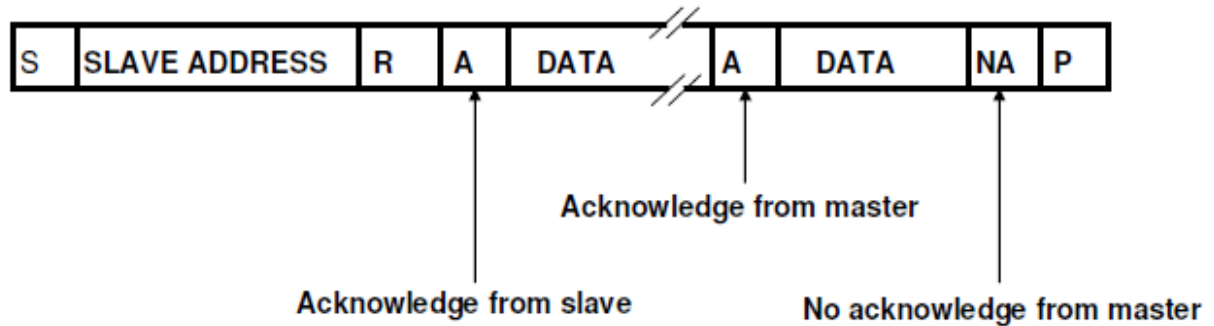 S SLAVE ADDRESS R A DATA A DATA NA P
Acknowledge from master
Acknowledge from slave No acknowledge from master